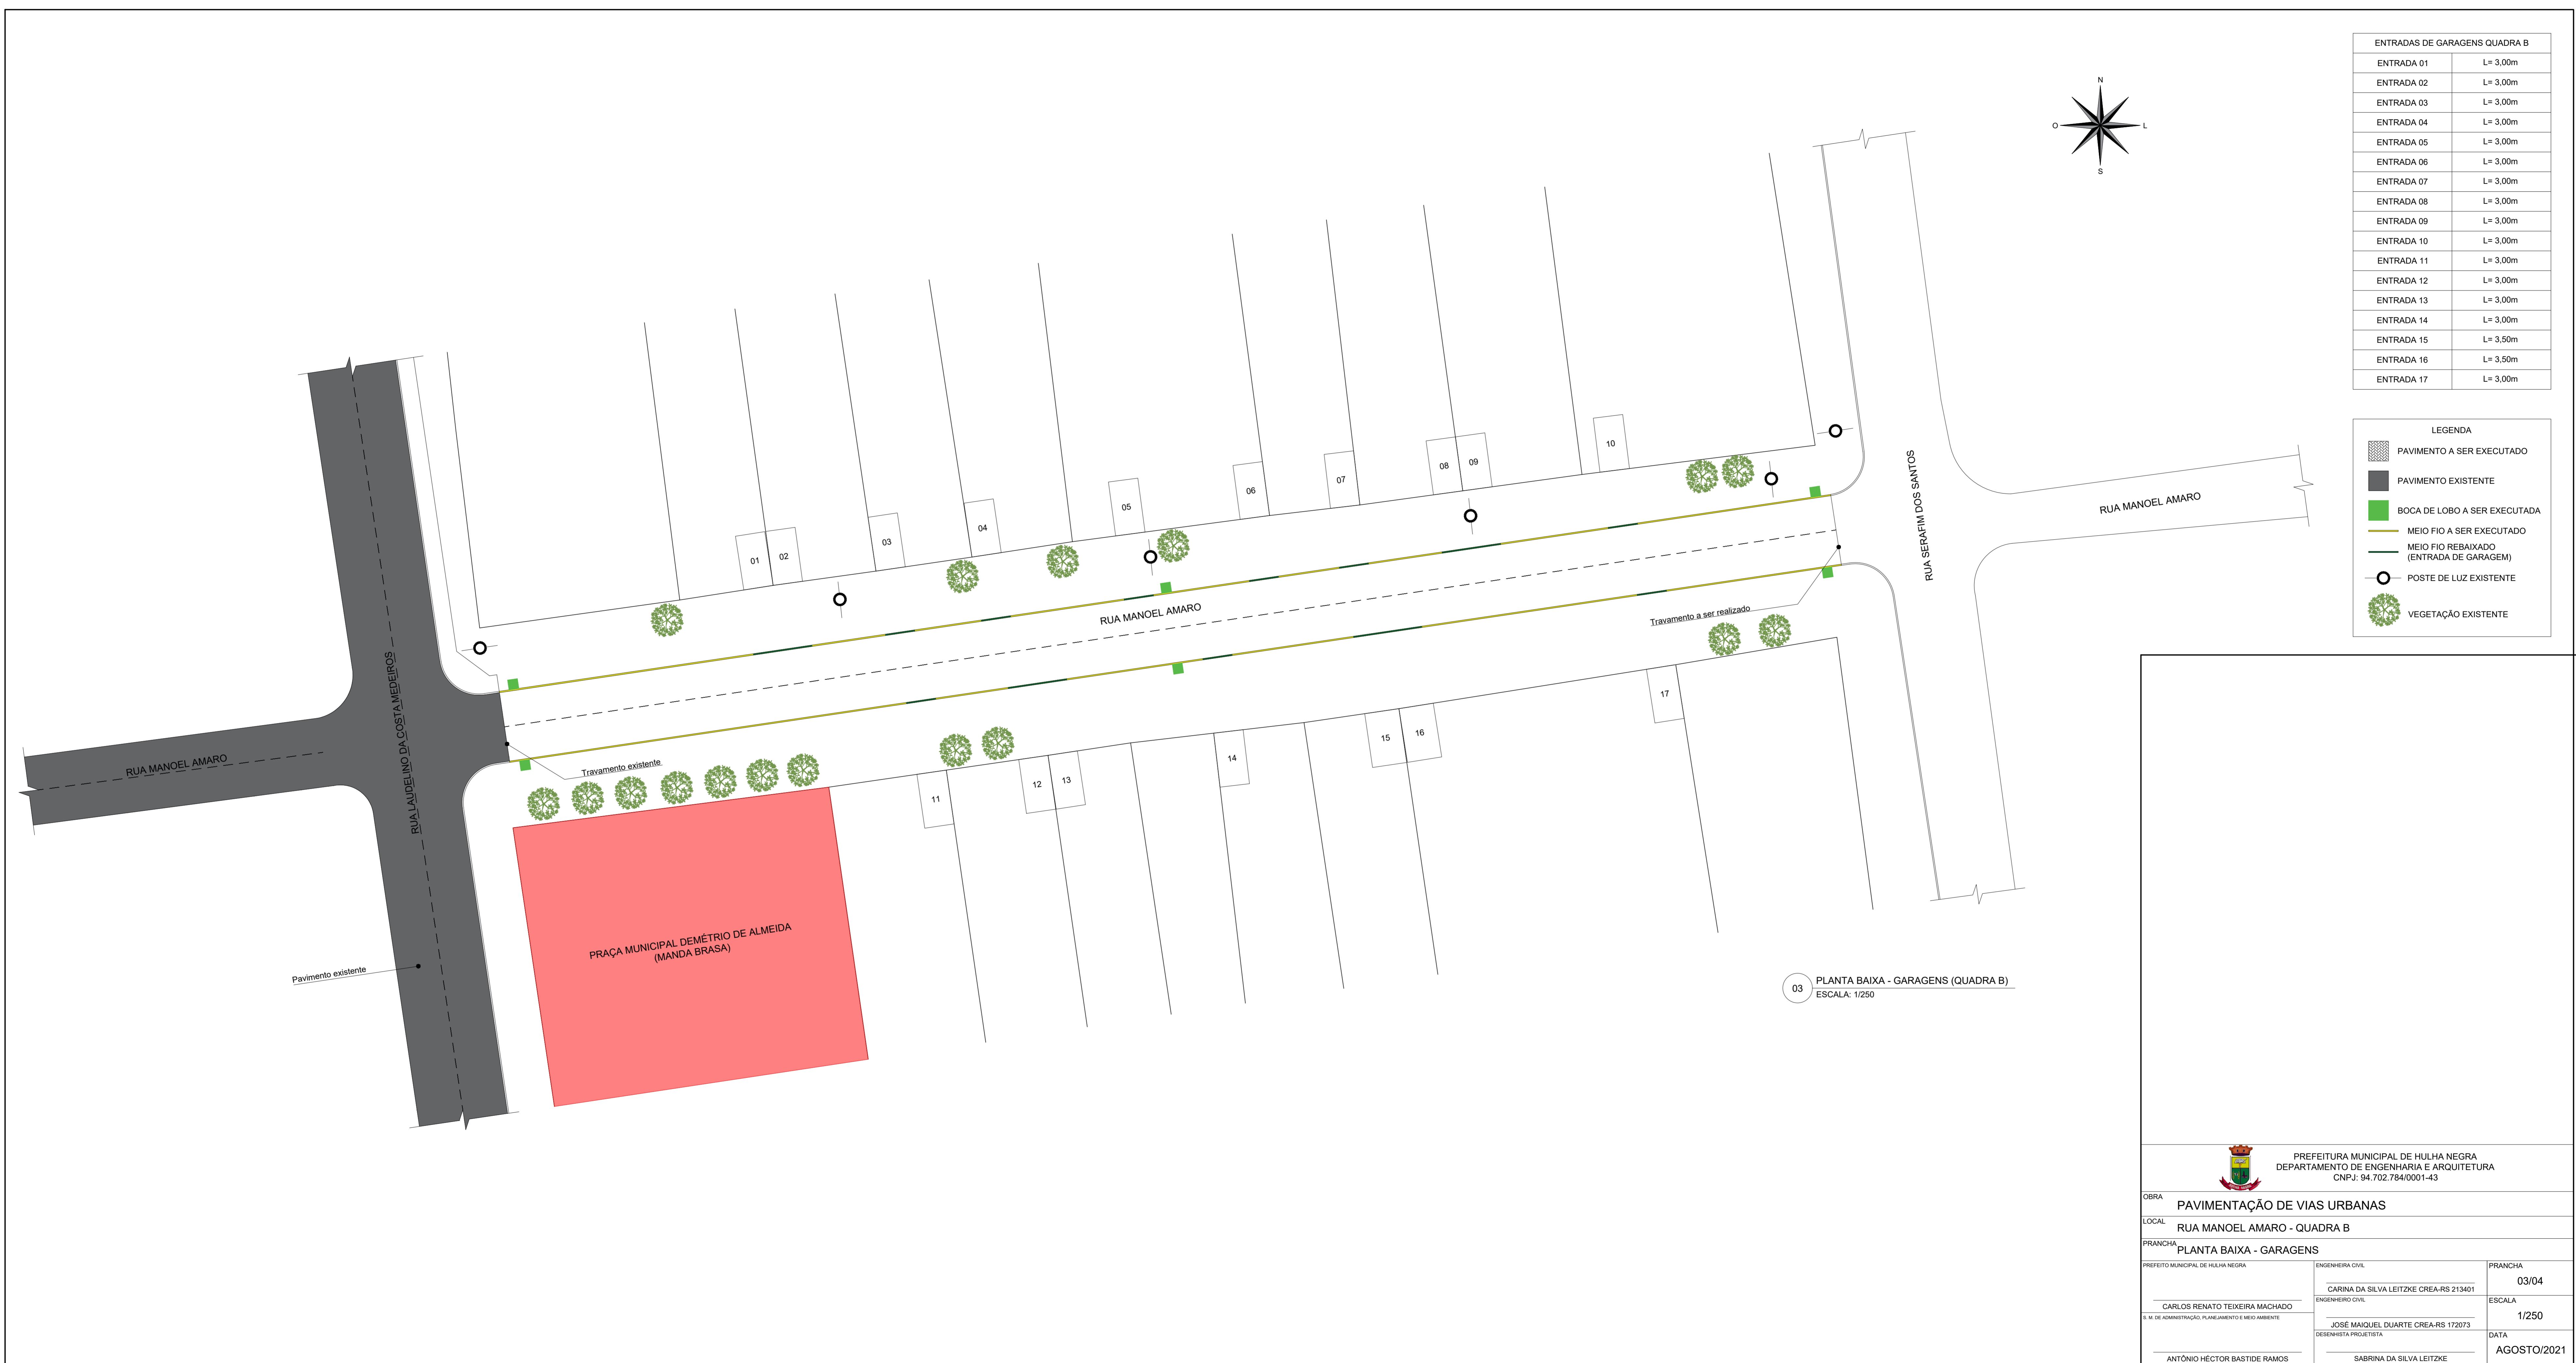 ENTRADAS DE GARAGENS QUADRA B
ENTRADA 01 L= 3,00m
ENTRADA 02 L= 3,00m
ENTRADA 03 L= 3,00m
ENTRADA 04 L= 3,00m
ENTRADA 05 L= 3,00m
ENTRADA 06 L= 3,00m
ENTRADA 07 L= 3,00m
ENTRADA 08 L= 3,00m
ENTRADA 09 L= 3,00m
ENTRADA 10 L= 3,00m
ENTRADA 11 L= 3,00m
ENTRADA 12 L= 3,00m
ENTRADA 13 L= 3,00m
ENTRADA 14 L= 3,00m
ENTRADA 15 L= 3,50m
ENTRADA 16 L= 3,50m
ENTRADA 17 L= 3,00m
N
O
L
S
LEGENDA
PAVIMENTO A SER EXECUTADO
PAVIMENTO EXISTENTE
BOCA DE LOBO A SER EXECUTADA
MEIO FIO A SER EXECUTADO
MEIO FIO REBAIXADO
(ENTRADA DE GARAGEM)
POSTE DE LUZ EXISTENTE
VEGETAÇÃO EXISTENTE
01
02
03
04
05
06
07
08
09
10
RUA MANOEL AMARO
RUA SERAFIM DOS SANTOS
RUA MANOEL AMARO
Travamento a ser realizado
RUA LAUDELINO DA COSTA MEDEIROS
RUA MANOEL AMARO
Travamento existente
11
12
13
14
15
16
17
PRAÇA MUNICIPAL DEMÉTRIO DE ALMEIDA
(MANDA BRASA)
Pavimento existente
03
PLANTA BAIXA - GARAGENS (QUADRA B)
ESCALA: 1/250
PREFEITURA MUNICIPAL DE HULHA NEGRA
DEPARTAMENTO DE ENGENHARIA E ARQUITETURA
CNPJ: 94.702.784/0001-43
OBRA
PAVIMENTAÇÃO DE VIAS URBANAS
LOCAL
RUA MANOEL AMARO - QUADRA B
PRANCHA
PLANTA BAIXA - GARAGENS
PREFEITO MUNICIPAL DE HULHA NEGRA
CARLOS RENATO TEIXEIRA MACHADO
S. M. DE ADMINISTRAÇÃO, PLANEJAMENTO E MEIO AMBIENTE
ANTÔNIO HÉCTOR BASTIDE RAMOS
ENGENHEIRA CIVIL
CARINA DA SILVA LEITZKE CREA-RS 213401
ENGENHEIRO CIVIL
JOSÉ MAIQUEL DUARTE CREA-RS 172073
DESENHISTA PROJETISTA
SABRINA DA SILVA LEITZKE
PRANCHA
03/04
ESCALA
1/250
DATA
AGOSTO/2021